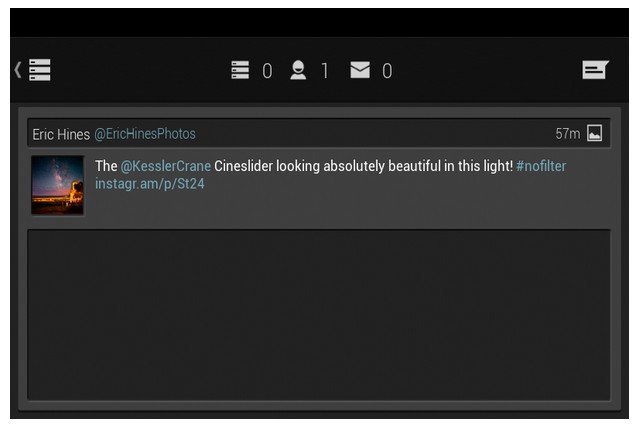 0 1 0
Eric Hines @EricHinesPhotos 57m
The @KesslerCrane Cineslider looking absolutely beautiful in this light! #nofilter
instagr.am/p/St24